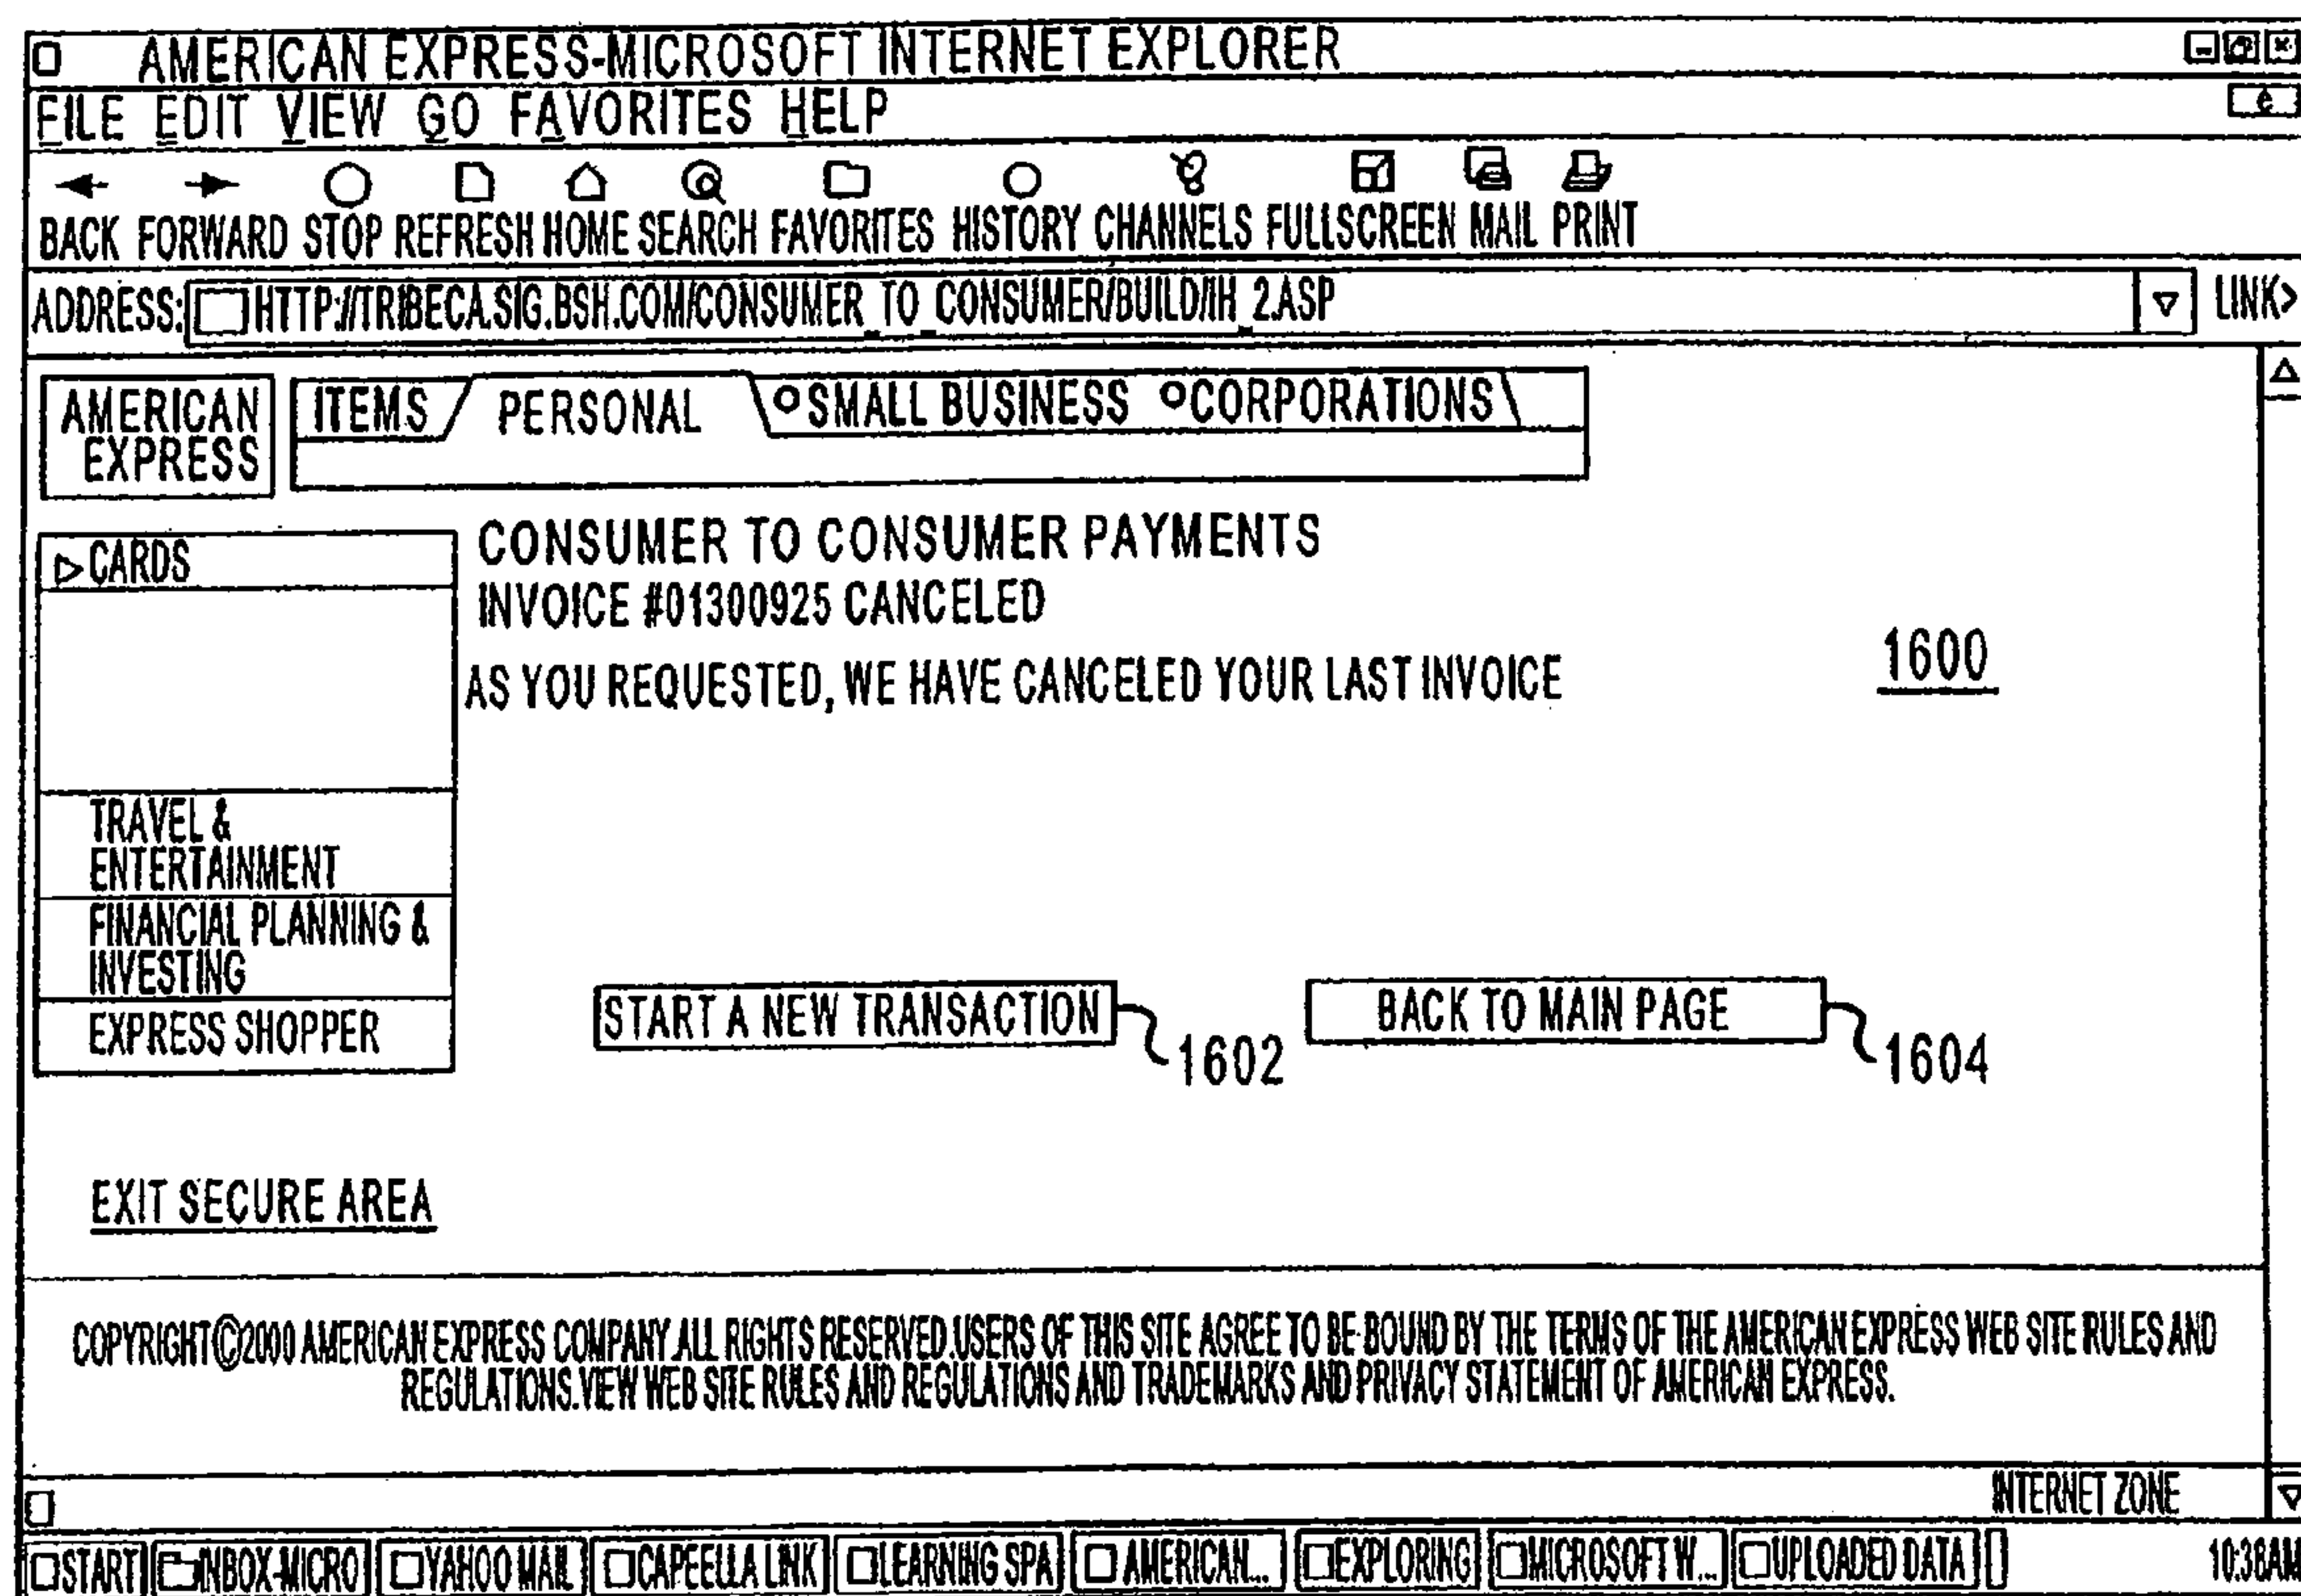 AMERICAN EXPRESS-MICROSOFT INTERNET EXPLORER
FILE EDIT VIEW GO FAVORITES HELP
BACK FORWARD STOP REFRESH HOME SEARCH FAVORITES HISTORY CHANNELS FULLSCREEN MAIL PRINT
ADDRESS: HTTP://TRIBECA.SIG.BSH.COM/CONSUMER_TO_CONSUMER/BUILD/IH_2.ASP LINK>
AMERICAN
EXPRESS
ITEMS PERSONAL SMALL BUSINESS CORPORATIONS
CARDS
TRAVEL &
ENTERTAINMENT
FINANCIAL PLANNING &
INVESTING
EXPRESS SHOPPER
CONSUMER TO CONSUMER PAYMENTS
INVOICE #01300925 CANCELED
AS YOU REQUESTED, WE HAVE CANCELED YOUR LAST INVOICE
1600
START A NEW TRANSACTION 1602
BACK TO MAIN PAGE 1604
EXIT SECURE AREA
COPYRIGHT©2000 AMERICAN EXPRESS COMPANY.ALL RIGHTS RESERVED.USERS OF THIS SITE AGREE TO BE BOUND BY THE TERMS OF THE AMERICAN EXPRESS WEB SITE RULES AND
REGULATIONS.VIEW WEB SITE RULES AND REGULATIONS AND TRADEMARKS AND PRIVACY STATEMENT OF AMERICAN EXPRESS.
INTERNET ZONE
START INBOX-MICRO YAHOO MAIL CAPEELLA LINK LEARNING SPA AMERICAN... EXPLORING MICROSOFT W... UPLOADED DATA 10:38AM